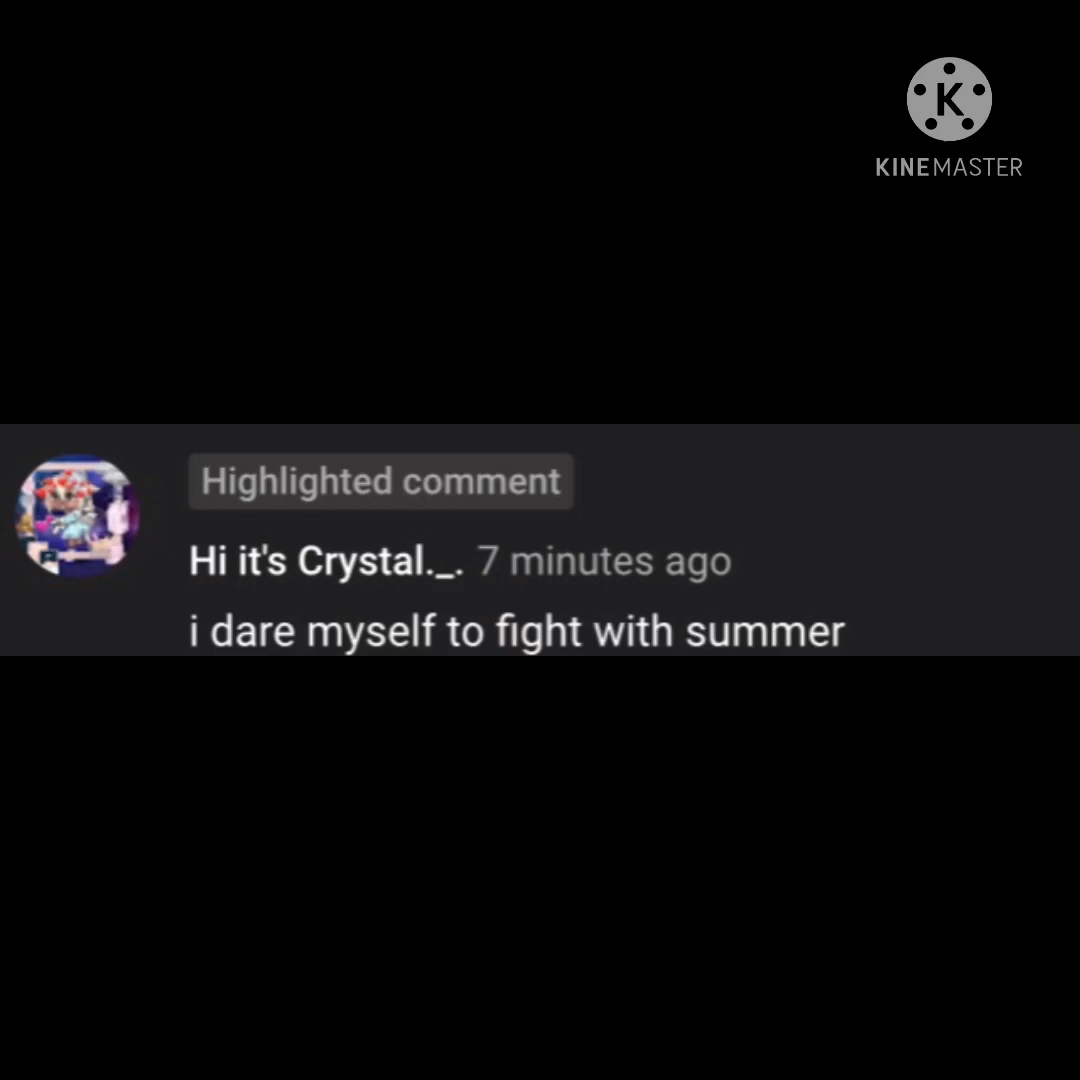 K
KINEMASTER
Highlighted comment
Hi it's Crystal._. 7 minutes ago
i dare myself to fight with summer